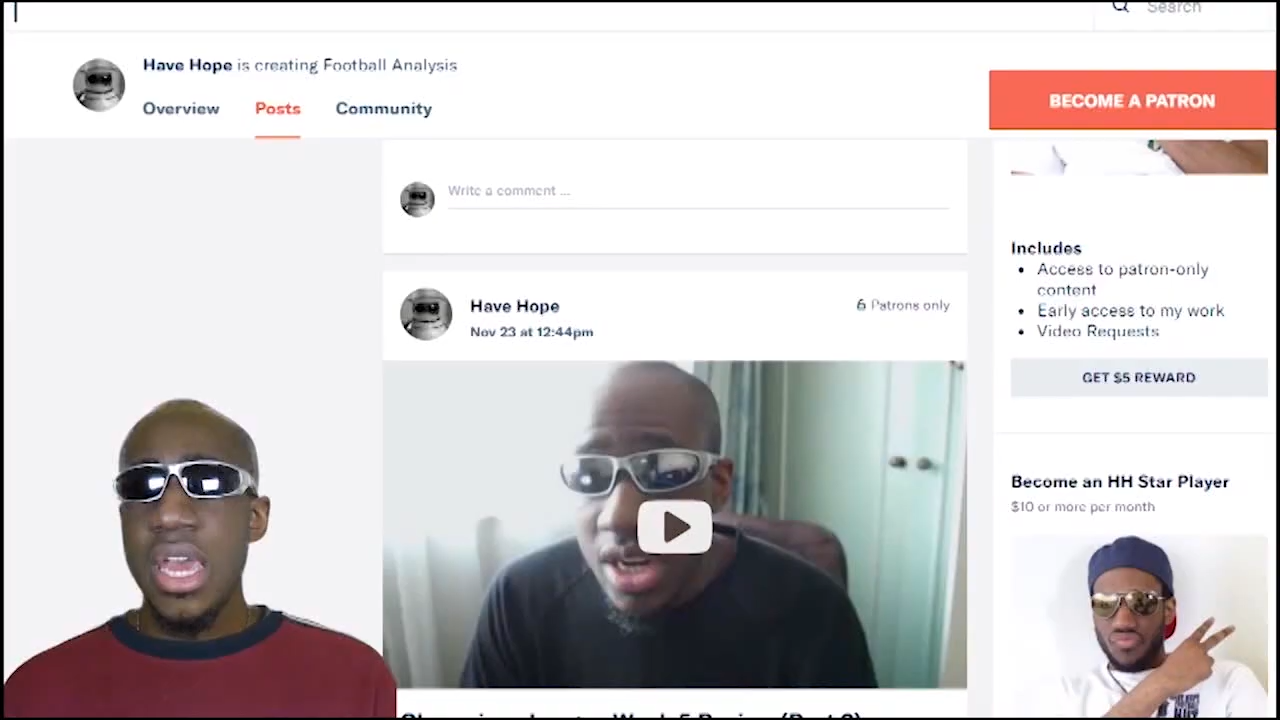 Search
Have Hope is creating Football Analysis
Overview Posts Community
BECOME A PATRON
Write a comment ...
Have Hope
Nov 23 at 12:44pm
6 Patrons only
Includes
• Access to patron-only
content
• Early access to my work
• Video Requests
GET $5 REWARD
Become an HH Star Player
$10 or more per month